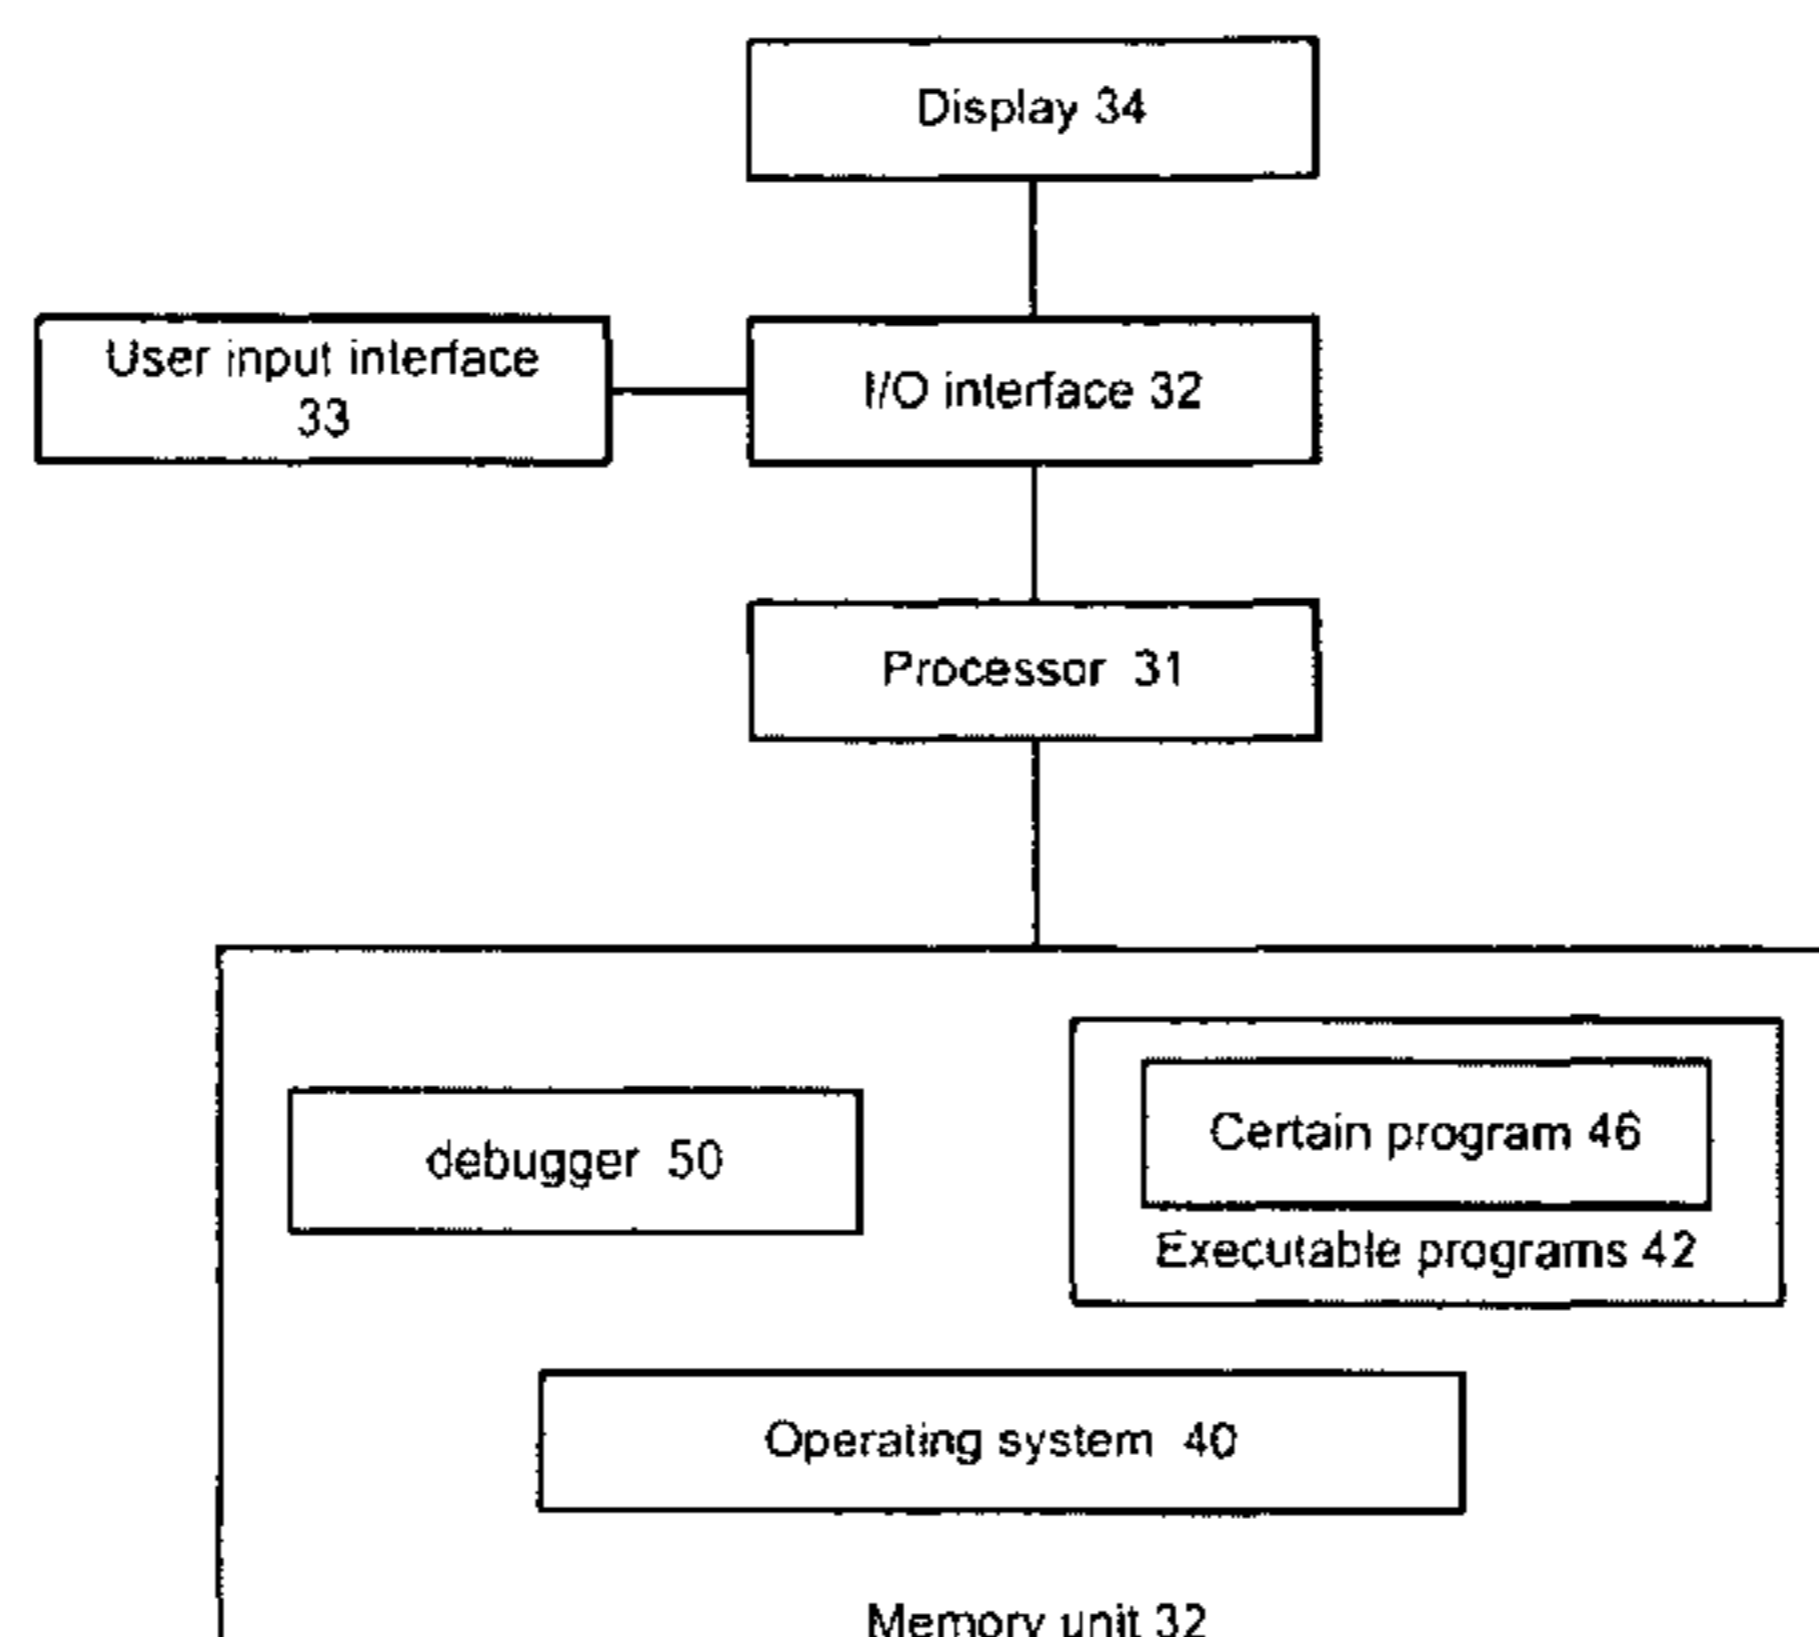 Display 34
User input interface
33
I/O interface 32
Processor 31
debugger 50
Certain program 46
Executable programs 42
Operating system 40
Memory unit 32